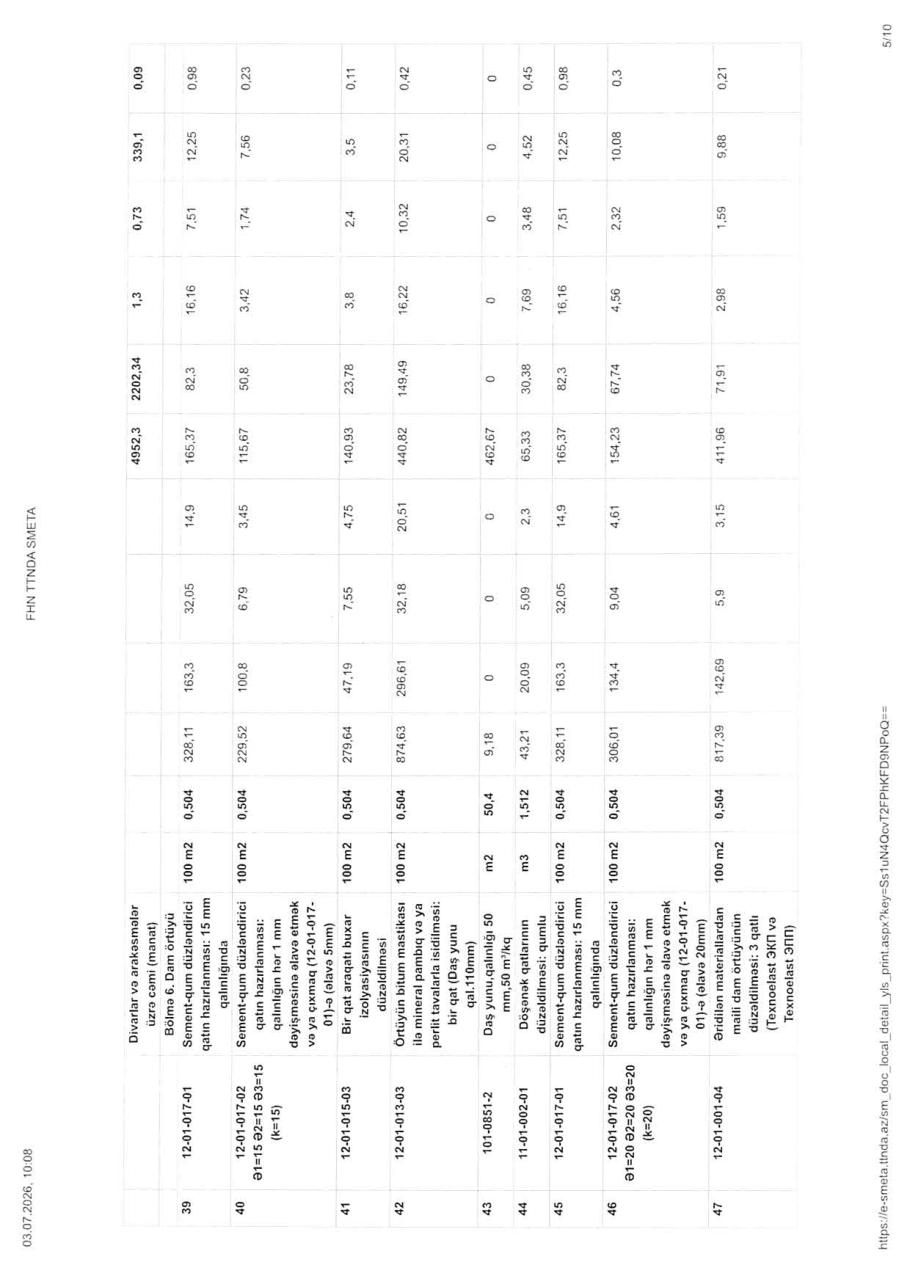 03.07.2026, 10:08
FHN TTNDA SMETA
Divarlar və arakəsmələr
üzrə cəmi (manat)
4952,3 2202,34 1,3 0,73 339,1 0,09
Bölmə 6. Dam örtüyü
39 12-01-017-01 Sement-qum düzləndirici 100 m2 0,504 328,11 163,3 32,05 14,9 165,37 82,3 16,16 7,51 12,25 0,98
qatın hazırlanması: 15 mm
qalınlığında
40 12-01-017-02 Sement-qum düzləndirici 100 m2 0,504 229,52 100,8 6,79 3,45 115,67 50,8 3,42 1,74 7,56 0,23
Ə1=15 Ə2=15 Ə3=15 qatın hazırlanması:
(k=15) qalınlığın hər 1 mm
dəyişməsinə əlavə etmək
və ya çıxmaq (12-01-017-
01)-ə (əlavə 5mm)
41 12-01-015-03 Bir qat araqatı buxar 100 m2 0,504 279,64 47,19 7,55 4,75 140,93 23,78 3,8 2,4 3,5 0,11
izolyasiyasının
düzəldilməsi
42 12-01-013-03 Örtüyün bitum mastikası 100 m2 0,504 874,63 296,61 32,18 20,51 440,82 149,49 16,22 10,32 20,31 0,42
ilə mineral pambıq və ya
perlit tavalarla isidilməsi:
bir qat (Daş yunu
qal.110mm)
43 101-0851-2 Daş yunu,qalınlığı 50 m2 50,4 9,18 0 0 0 462,67 0 0 0 0 0
mm,50 m³/kq
44 11-01-002-01 Döşənək qatlarının m3 1,512 43,21 20,09 5,09 2,3 65,33 30,38 7,69 3,48 4,52 0,45
düzəldilməsi: qumlu
45 12-01-017-01 Sement-qum düzləndirici 100 m2 0,504 328,11 163,3 32,05 14,9 165,37 82,3 16,16 7,51 12,25 0,98
qatın hazırlanması: 15 mm
qalınlığında
46 12-01-017-02 Sement-qum düzləndirici 100 m2 0,504 306,01 134,4 9,04 4,61 154,23 67,74 4,56 2,32 10,08 0,3
Ə1=20 Ə2=20 Ə3=20 qatın hazırlanması:
(k=20) qalınlığın hər 1 mm
dəyişməsinə əlavə etmək
və ya çıxmaq (12-01-017-
01)-ə (əlavə 20mm)
47 12-01-001-04 Əridilən materiallardan 100 m2 0,504 817,39 142,69 5,9 3,15 411,96 71,91 2,98 1,59 9,88 0,21
maili dam örtüyünün
düzəldilməsi: 3 qatlı
(Texnoelast ЭКП və
Texnoelast ЭПП)
https://e-smeta.ttnda.az/sm_doc_local_detail_yls_print.aspx?key=Ss1uN4QcvT2FPhKFD9NPoQ==
5/10